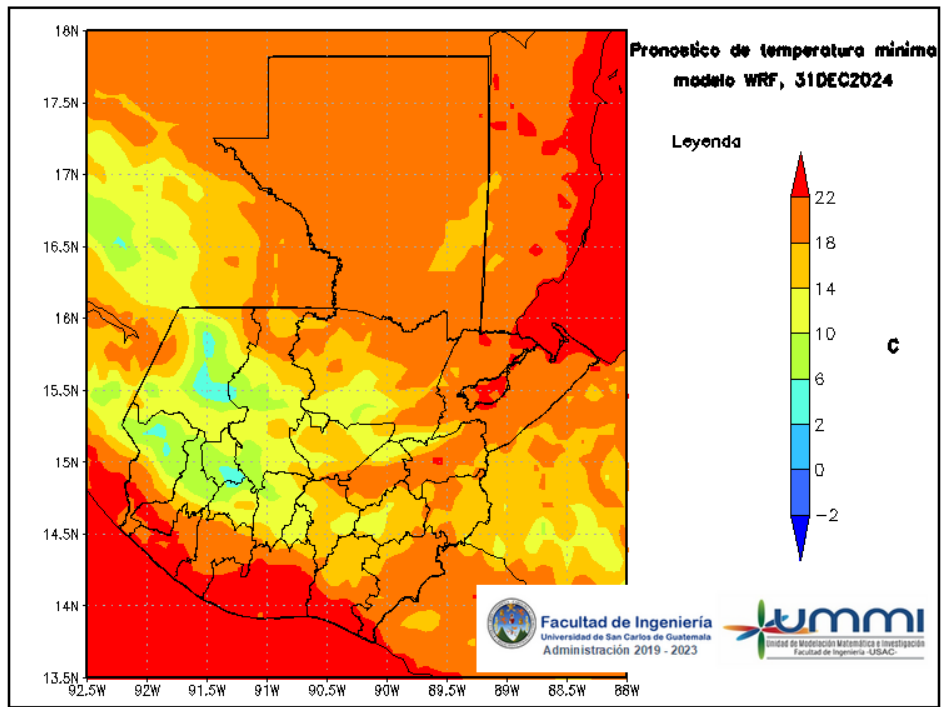 Pronostico de temperatura minima
modelo WRF, 31DEC2024
Leyenda
22
18
14
10
6
2
0
−2
C
18N
17.5N
17N
16.5N
16N
15.5N
15N
14.5N
14N
13.5N
92.5W
92W
91.5W
91W
90.5W
90W
89.5W
89W
88.5W
88W
Facultad de Ingeniería
Universidad de San Carlos de Guatemala
Administración 2019 - 2023
UMMI
Unidad de Modelación Matemática e Investigación
Facultad de Ingeniería -USAC-